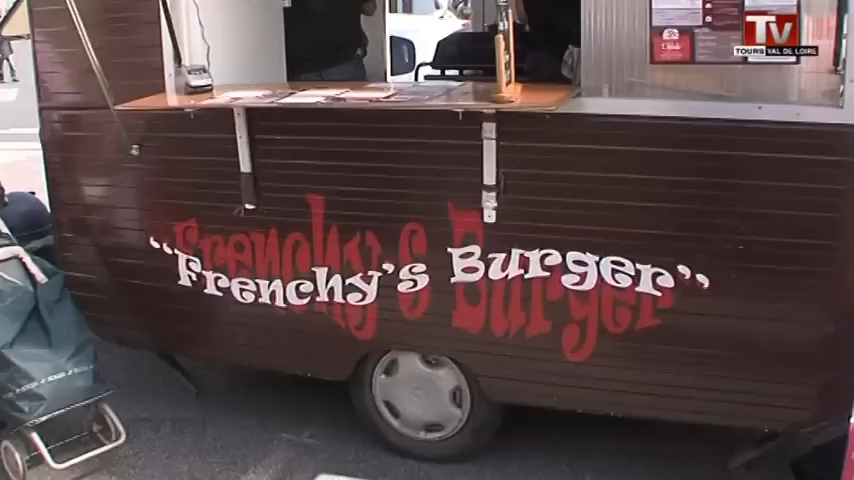 TV
TOURS VAL DE LOIRE
“Frenchy’s Burger”
Frenchy’s Burger